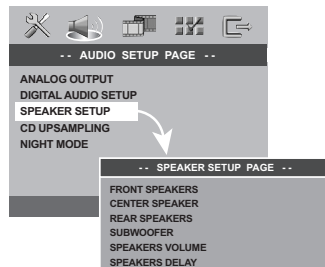 -- AUDIO SETUP PAGE --
ANALOG OUTPUT
DIGITAL AUDIO SETUP
SPEAKER SETUP
CD UPSAMPLING
NIGHT MODE
-- SPEAKER SETUP PAGE --
FRONT SPEAKERS
CENTER SPEAKER
REAR SPEAKERS
SUBWOOFER
SPEAKERS VOLUME
SPEAKERS DELAY